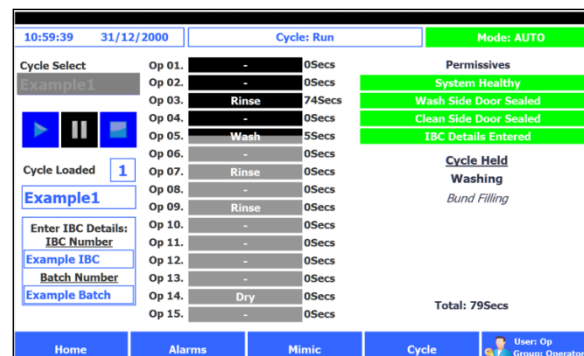 10:59:39 31/12/2000 Cycle: Run Mode: AUTO
Cycle Select
Example1
Cycle Loaded 1
Example1
Enter IBC Details:
IBC Number
Example IBC
Batch Number
Example Batch
Op 01. - 0Secs
Op 02. - 0Secs
Op 03. Rinse 74Secs
Op 04. - 0Secs
Op 05. Wash 5Secs
Op 06. - 0Secs
Op 07. Rinse 0Secs
Op 08. - 0Secs
Op 09. Rinse 0Secs
Op 10. - 0Secs
Op 11. - 0Secs
Op 12. - 0Secs
Op 13. - 0Secs
Op 14. Dry 0Secs
Op 15. - 0Secs
Permissives
System Healthy
Wash Side Door Sealed
Clean Side Door Sealed
IBC Details Entered
Cycle Held
Washing
Bund Filling
Total: 79Secs
Home Alarms Mimic Cycle
User: Op
Group: Operator